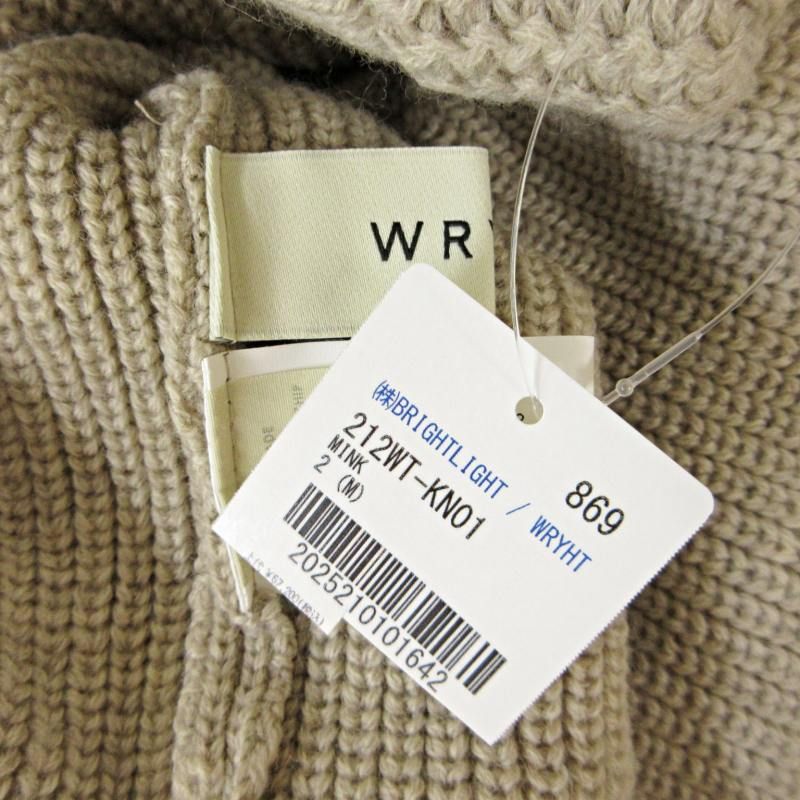 WRY
㈱BRIGHTLIGHT / WRYHT
869
212WT-KN01
MINK
2 (M)
2025210101642